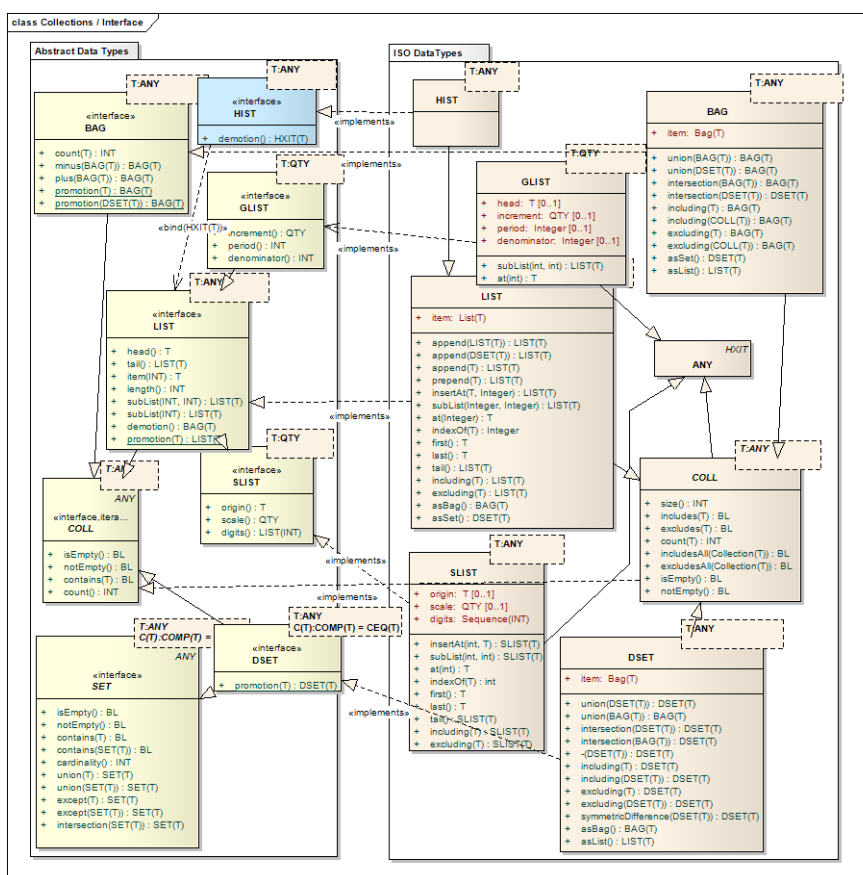 class Collections / Interface
Abstract Data Types
T:ANY
«interface»
BAG
+ count(T) : INT
+ minus(BAG(T)) : BAG(T)
+ plus(BAG(T)) : BAG(T)
+ promotion(T) : BAG(T)
+ promotion(DSET(T)) : BAG(T)
T:ANY
«interface»
HIST
+ demotion() : HXIT(T)
T:QTY
«interface»
GLIST
increment() : QTY
+ period() : INT
+ denominator() : INT
«bind(HXIT(T))»
T:ANY
«interface»
LIST
+ head() : T
+ tail() : LIST(T)
+ item(INT) : T
+ length() : INT
+ subList(INT, INT) : LIST(T)
+ subList(INT) : LIST(T)
+ demotion() : BAG(T)
+ promotion(T) : LIST
T:QTY
«interface»
SLIST
+ origin() : T
+ scale() : QTY
+ digits() : LIST(INT)
T:ANY
ANY
«interface,itera...
COLL
+ isEmpty() : BL
+ notEmpty() : BL
+ contains(T) : BL
+ count() : INT
T:ANY
C(T):COMP(T) =
ANY
«interface»
SET
+ isEmpty() : BL
+ notEmpty() : BL
+ contains(T) : BL
+ contains(SET(T)) : BL
+ cardinality() : INT
+ union(T) : SET(T)
+ union(SET(T)) : SET(T)
+ except(T) : SET(T)
+ except(SET(T)) : SET(T)
+ intersection(SET(T)) : SET(T)
T:ANY
C(T):COMP(T) = CEQ(T)
«interface»
DSET
+ promotion(T) : DSET(T)
«implements»
«implements»
«implements»
«implements»
«implements»
«implements»
«implements»
ISO DataTypes
T:ANY
HIST
T:QTY
GLIST
+ head: T [0..1]
+ increment: QTY [0..1]
+ period: Integer [0..1]
+ denominator: Integer [0..1]
+ subList(int, int) : LIST(T)
+ at(int) : T
T:ANY
BAG
+ item: Bag(T)
+ union(BAG(T)) : BAG(T)
+ union(DSET(T)) : BAG(T)
+ intersection(BAG(T)) : BAG(T)
+ intersection(DSET(T)) : DSET(T)
+ including(T) : BAG(T)
+ including(COLL(T)) : BAG(T)
+ excluding(T) : BAG(T)
+ excluding(COLL(T)) : BAG(T)
+ asSet() : DSET(T)
+ asList() : LIST(T)
T:ANY
LIST
+ item: List(T)
+ append(LIST(T)) : LIST(T)
+ append(DSET(T)) : LIST(T)
+ append(T) : LIST(T)
+ prepend(T) : LIST(T)
+ insertAt(T, Integer) : LIST(T)
+ subList(Integer, Integer) : LIST(T)
+ at(Integer) : T
+ indexOf(T) : Integer
+ first() : T
+ last() : T
+ tail() : LIST(T)
+ including(T) : LIST(T)
+ excluding(T) : LIST(T)
+ asBag() : BAG(T)
+ asSet() : DSET(T)
HXIT
ANY
T:ANY
COLL
+ size() : INT
+ includes(T) : BL
+ excludes(T) : BL
+ count(T) : INT
+ includesAll(Collection(T)) : BL
+ excludesAll(Collection(T)) : BL
+ isEmpty() : BL
+ notEmpty() : BL
T:ANY
SLIST
+ origin: T [0..1]
+ scale: QTY [0..1]
+ digits: Sequence(INT)
+ insertAt(int, T) : SLIST(T)
+ subList(int, int) : SLIST(T)
+ at(int) : T
+ indexOf(T) : int
+ first() : T
+ last() : T
+ tail() : SLIST(T)
+ including(T) : SLIST(T)
+ excluding(T) : SLIST(T)
T:ANY
DSET
+ item: Bag(T)
+ union(DSET(T)) : DSET(T)
+ union(BAG(T)) : BAG(T)
+ intersection(DSET(T)) : DSET(T)
+ intersection(BAG(T)) : DSET(T)
+ -(DSET(T)) : DSET(T)
+ including(T) : DSET(T)
+ including(DSET(T)) : DSET(T)
+ excluding(T) : DSET(T)
+ excluding(DSET(T)) : DSET(T)
+ symmetricDifference(DSET(T)) : DSET(T)
+ asBag() : BAG(T)
+ asList() : LIST(T)